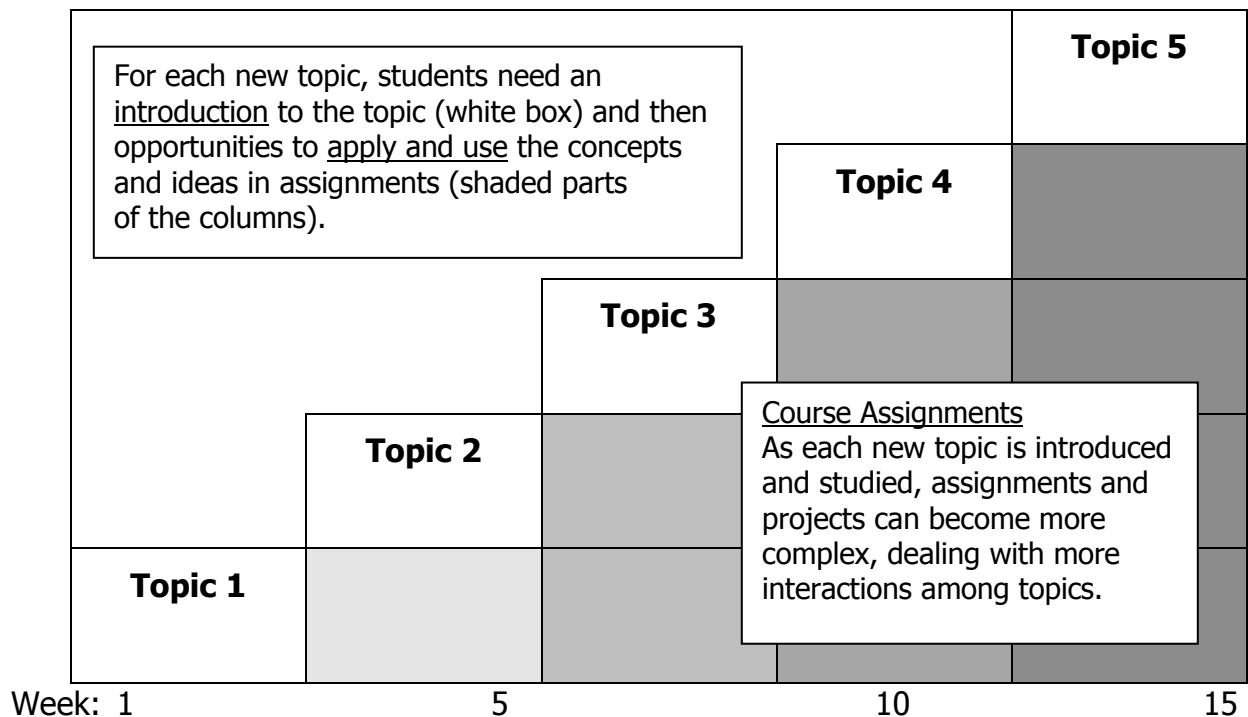 Topic 5
For each new topic, students need an
introduction to the topic (white box) and then
opportunities to apply and use the concepts
and ideas in assignments (shaded parts
of the columns).
Topic 4
Topic 3
Course Assignments
As each new topic is introduced
and studied, assignments and
projects can become more
complex, dealing with more
interactions among topics.
Topic 2
Topic 1
Week: 1 5 10 15